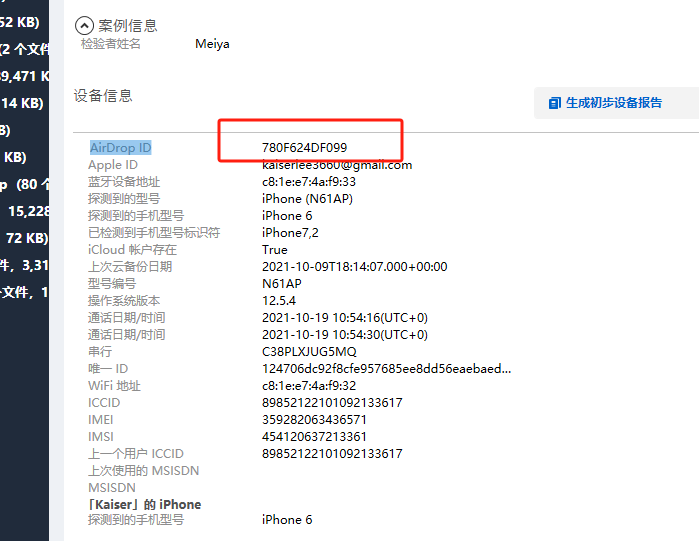 52 KB)
(2 个文件
39,471 K
14 KB)
B)
KB)
p (80 个
15,228
72 KB)
件，3,31
文件，1
案例信息
检验者姓名 Meiya
设备信息
生成初步设备报告
AirDrop ID 780F624DF099
Apple ID kaiserlee3660@gmail.com
蓝牙设备地址 c8:1e:e7:4a:f9:33
探测到的型号 iPhone (N61AP)
探测到的手机型号 iPhone 6
已检测到手机型号标识符 iPhone7,2
iCloud 帐户存在 True
上次云备份日期 2021-10-09T18:14:07.000+00:00
型号编号 N61AP
操作系统版本 12.5.4
通话日期/时间 2021-10-19 10:54:16(UTC+0)
通话日期/时间 2021-10-19 10:54:30(UTC+0)
串行 C38PLXJUG5MQ
唯一 ID 124706dc92f8cfe957685ee8dd56eaebaed...
WiFi 地址 c8:1e:e7:4a:f9:32
ICCID 89852122101092133617
IMEI 359282063436571
IMSI 454120637213361
上一个用户 ICCID 89852122101092133617
上次使用的 MSISDN
MSISDN
「Kaiser」的 iPhone
探测到的手机型号 iPhone 6